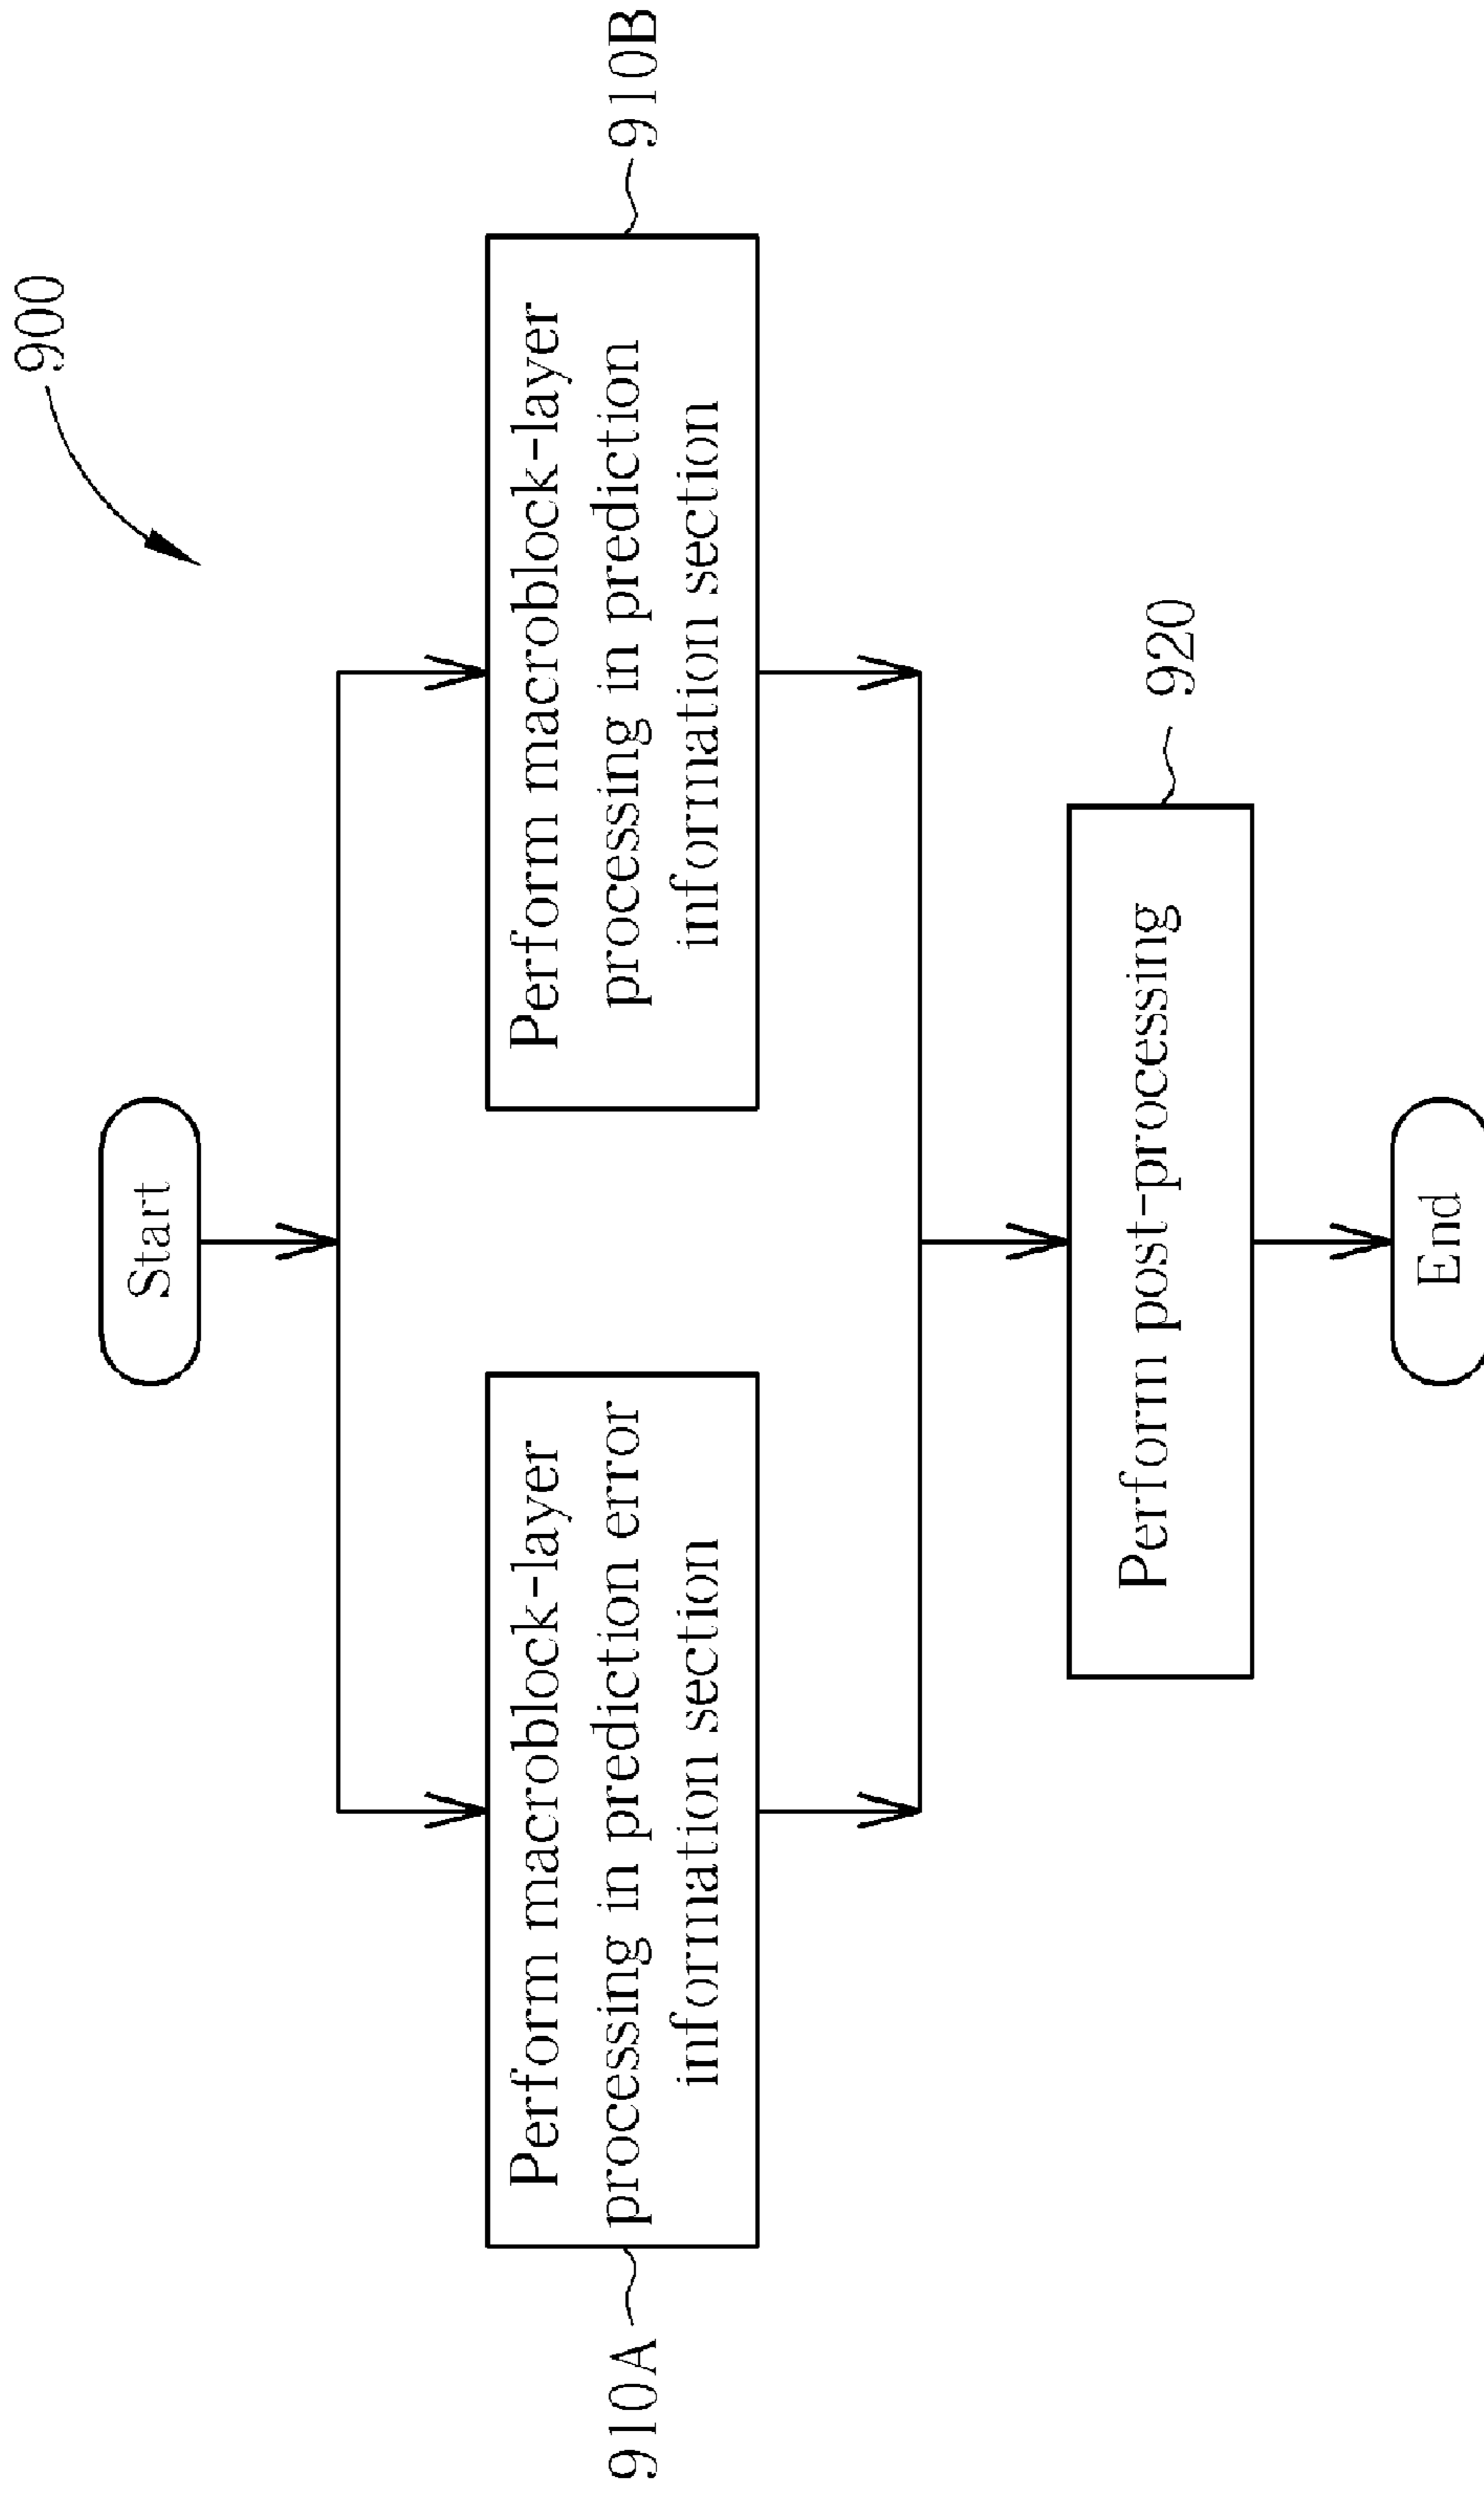 900
Start
910A
Perform macroblock-layer
processing in prediction error
information section
Perform macroblock-layer
processing in prediction
information section
910B
Perform post-processing
920
End